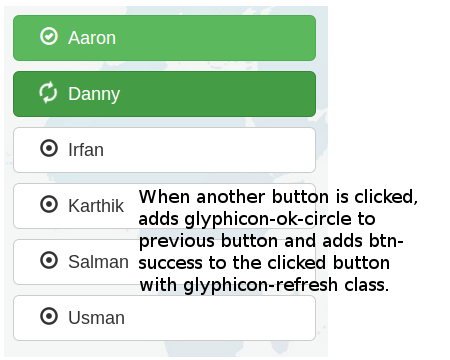 Aaron
Danny
Irfan
Karthik
Salman
Usman
When another button is clicked,
adds glyphicon-ok-circle to
previous button and adds btn-
success to the clicked button
with glyphicon-refresh class.